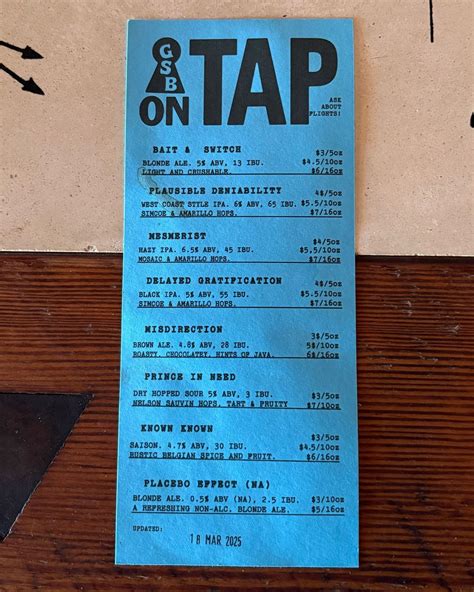 GSB
ON TAP
ASK
ABOUT
FLIGHTS!
BAIT & SWITCH
$3/5oz
BLONDE ALE. 5% ABV, 13 IBU. $4.5/10oz
LIGHT AND CRUSHABLE. $6/16oz
PLAUSIBLE DENIABILITY
4$/5oz
WEST COAST STYLE IPA. 6% ABV, 65 IBU. $5.5/10oz
SIMCOE & AMARILLO HOPS. $7/16oz
MESMERIST
$4/5oz
HAZY IPA. 6.5% ABV, 45 IBU. $5.5/10oz
MOSAIC & AMARILLO HOPS. $7/16oz
DELAYED GRATIFICATION
4$/5oz
BLACK IPA. 5% ABV, 55 IBU. $5.5/10oz
SIMCOE & AMARILLO HOPS. $7/16oz
MISDIRECTION
3$/5oz
BROWN ALE. 4.8% ABV, 28 IBU. 5$/10oz
ROASTY, CHOCOLATEY, HINTS OF JAVA. 6$/16oz
PRINCE IN NEED
DRY HOPPED SOUR 5% ABV, 3 IBU. $3/5oz
NELSON SAUVIN HOPS, TART & FRUITY $7/10oz
KNOWN KNOWN
$3/5oz
SAISON. 4.7% ABV, 30 IBU. $4.5/10oz
RUSTIC BELGIAN SPICE AND FRUIT. $6/16oz
PLACEBO EFFECT (NA)
BLONDE ALE. 0.5% ABV (NA), 2.5 IBU. $3/10oz
A REFRESHING NON-ALC. BLONDE ALE. $5/16oz
UPDATED:
18 MAR 2025